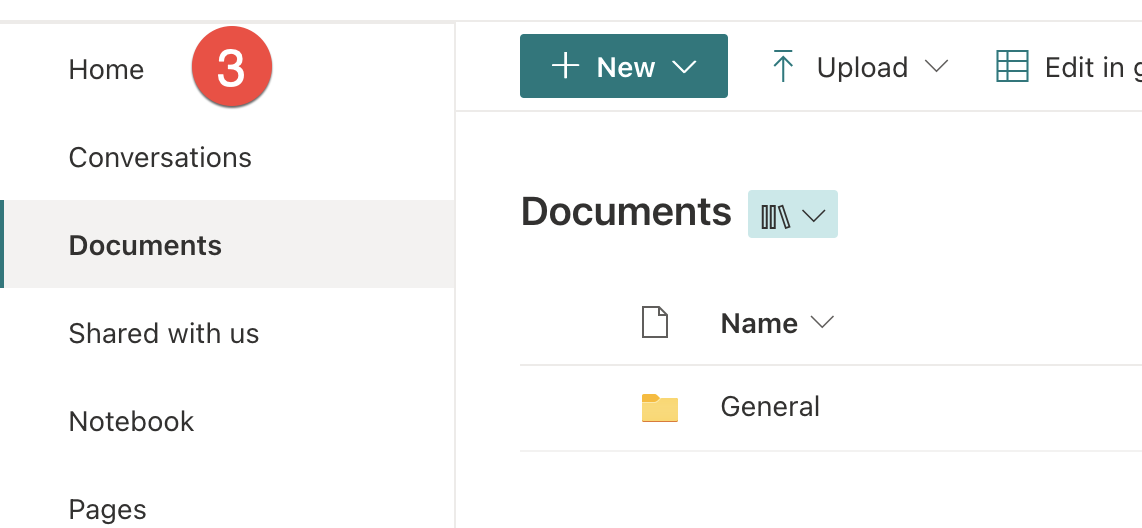 Home
3
Conversations
Documents
Shared with us
Notebook
Pages
New
Upload
Edit in g
Documents
Name
General